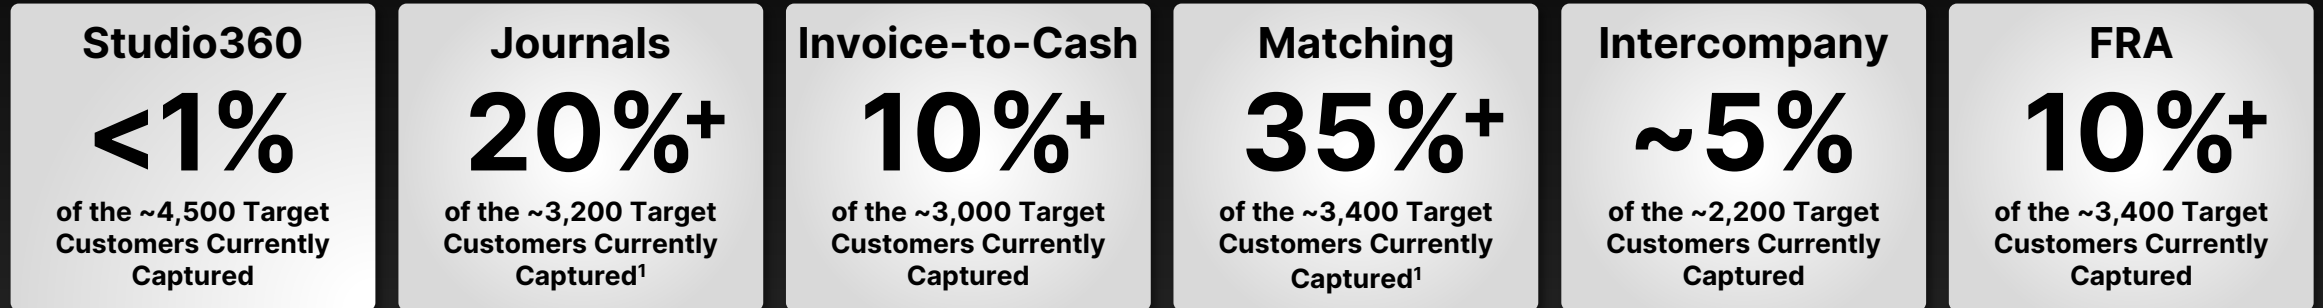 Studio360
<1%
of the ~4,500 Target
Customers Currently
Captured
Journals
20%+
of the ~3,200 Target
Customers Currently
Captured¹
Invoice-to-Cash
10%+
of the ~3,000 Target
Customers Currently
Captured
Matching
35%+
of the ~3,400 Target
Customers Currently
Captured¹
Intercompany
~5%
of the ~2,200 Target
Customers Currently
Captured
FRA
10%+
of the ~3,400 Target
Customers Currently
Captured